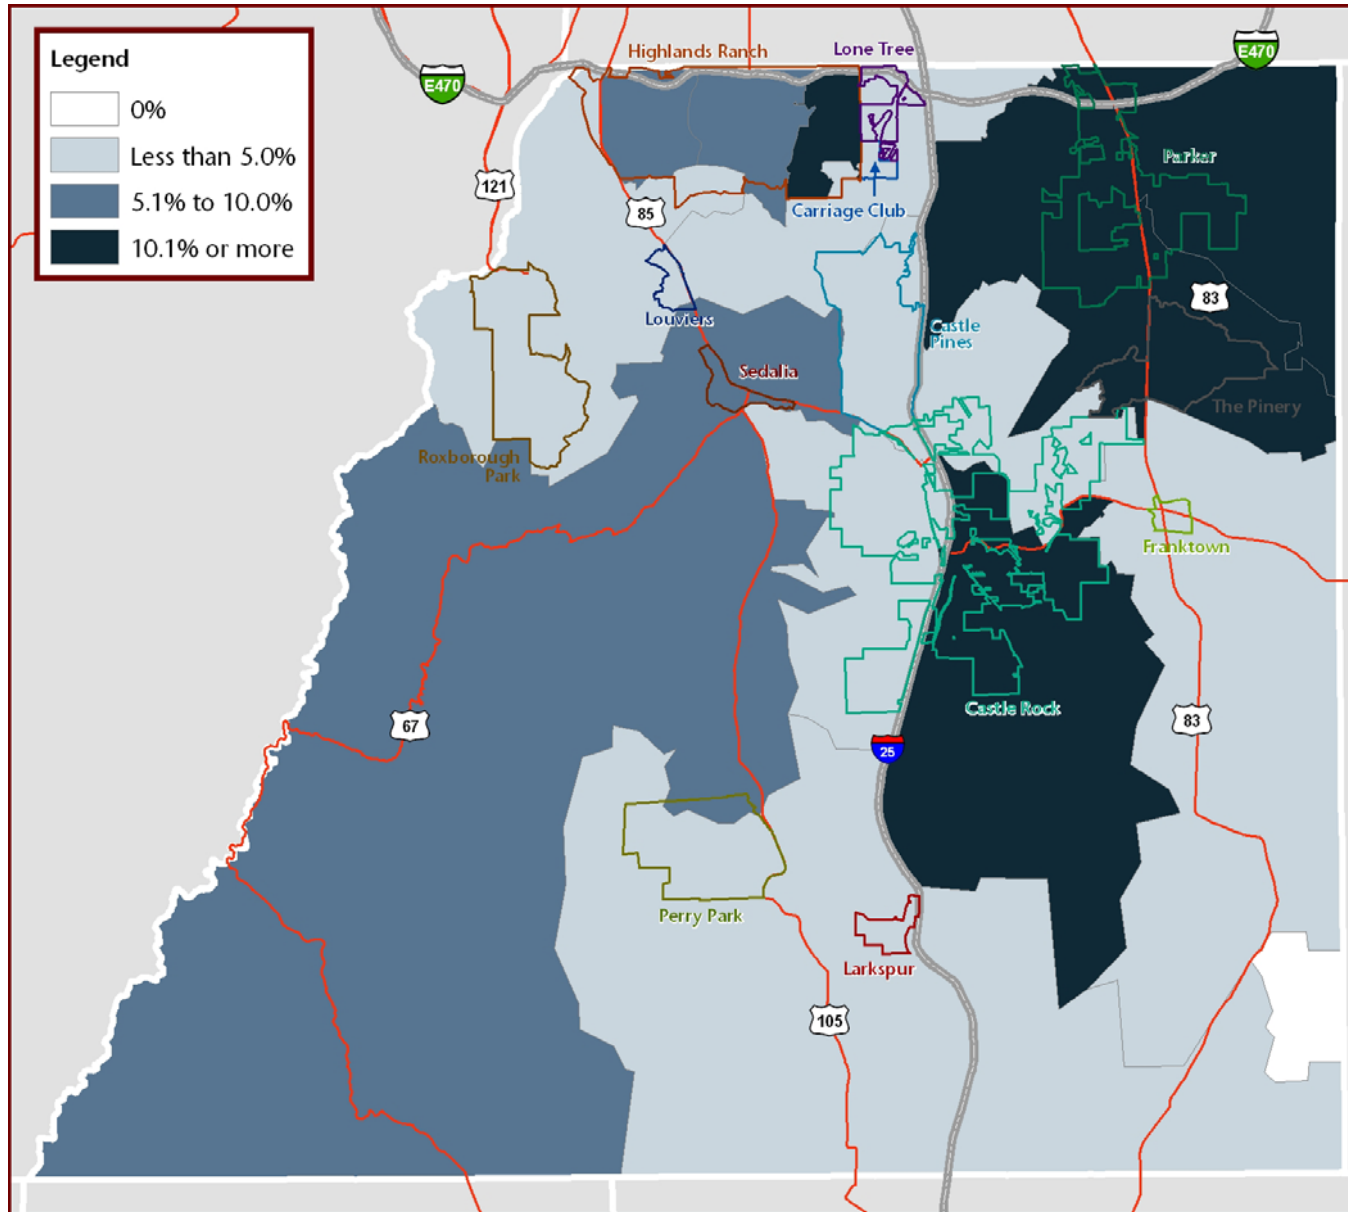 Legend
0%
Less than 5.0%
5.1% to 10.0%
10.1% or more
E470
Highlands Ranch
Lone Tree
E470
Parker
121
85
Carriage Club
83
Louviers
Castle
Pines
Sedalia
The Pinery
Roxborough
Park
Franktown
Castle Rock
67
83
25
Perry Park
Larkspur
105